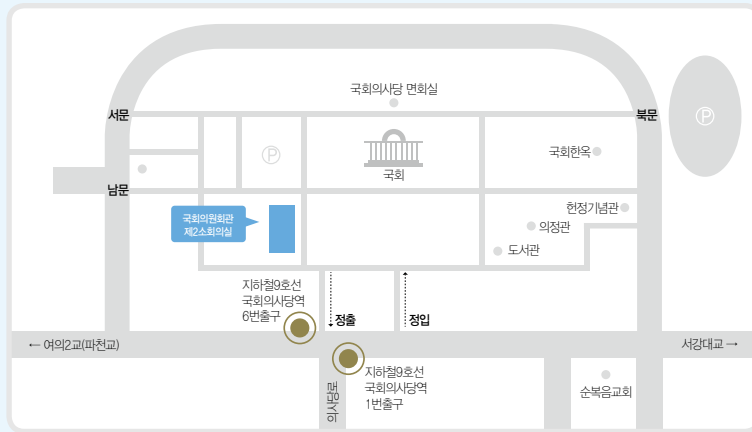 국회의사당 면회실
서문
북문
Ⓟ
Ⓟ
국회한옥
국회
남문
국회의원회관
제2소회의실
헌정기념관
의정관
도서관
지하철9호선
국회의사당역
6번출구
정출
정입
← 여의2교(파천교)
서강대교 →
지하철9호선
국회의사당역
1번출구
의사당로
순복음교회